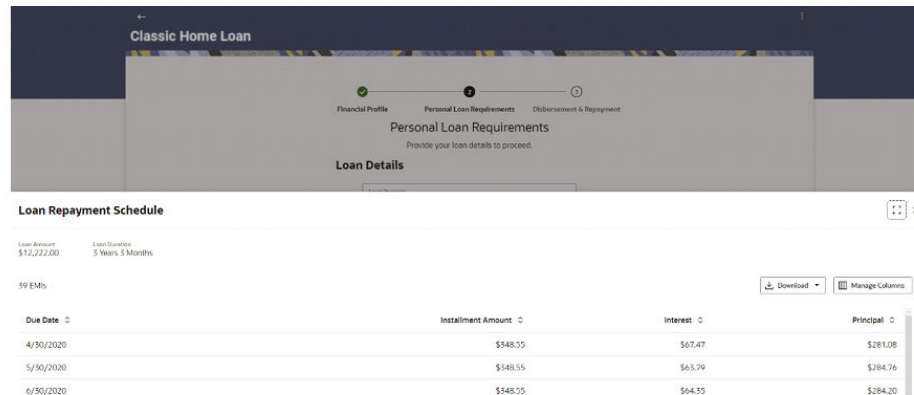 Classic Home Loan
2
3
Financial Profile Personal Loan Requirements Disbursement & Repayment
Personal Loan Requirements
Provide your loan details to proceed.
Loan Details
Loan Repayment Schedule
Loan Amount Loan Duration
$12,222.00 3 Years 3 Months
39 EMIs Download Manage Columns
Due Date Installment Amount Interest Principal
4/30/2020 $348.55 $67.47 $281.08
5/30/2020 $348.55 $63.79 $284.76
6/30/2020 $348.55 $64.35 $284.20